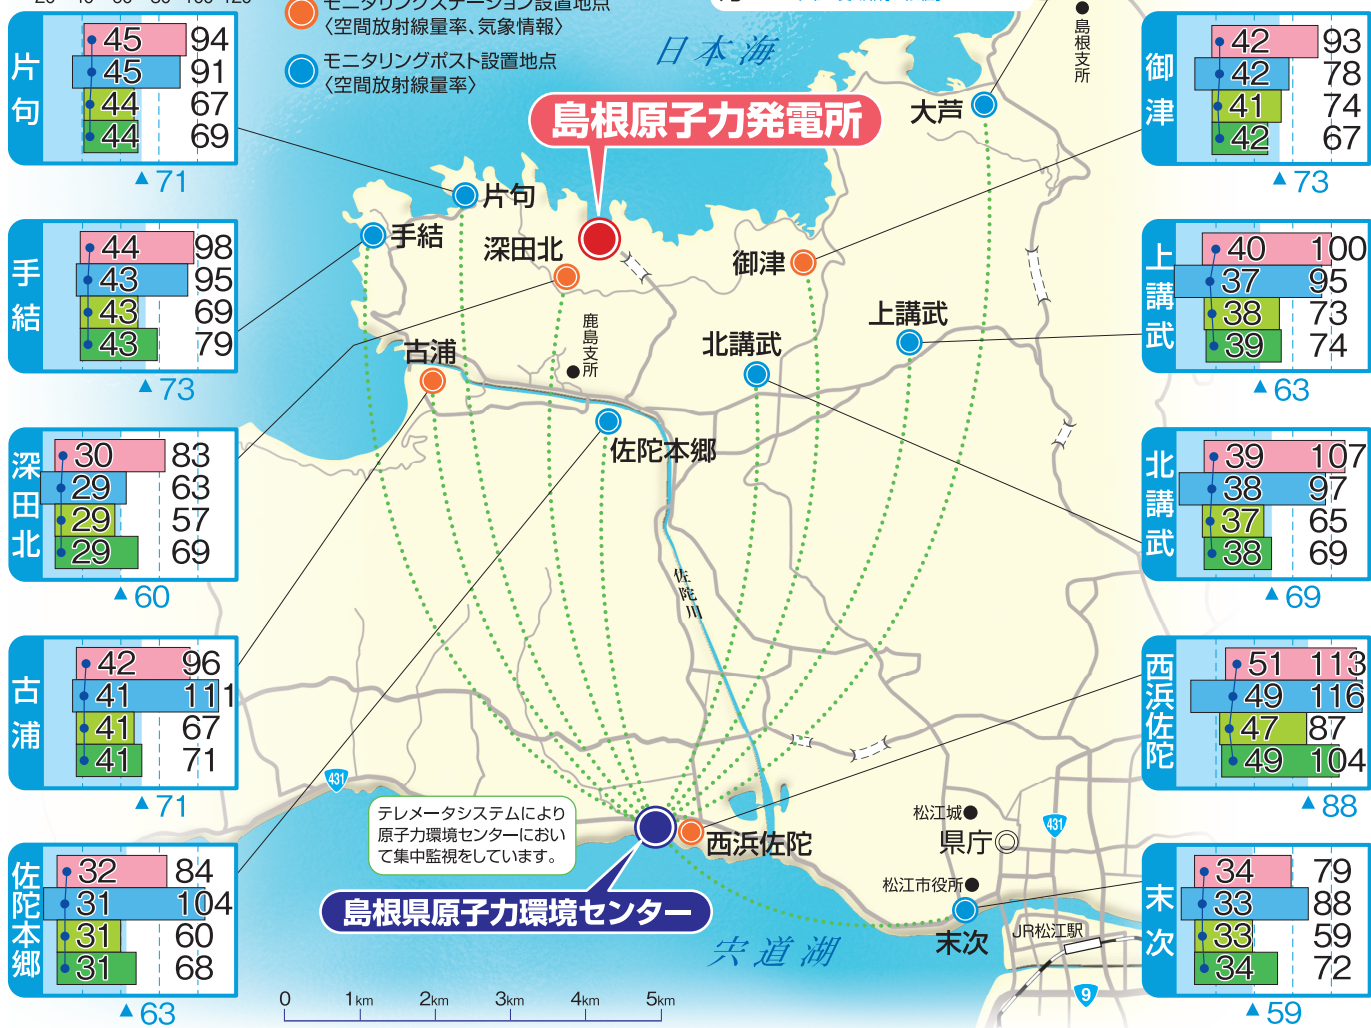 モニタリングステーション設置地点
〈空間放射線量率、気象情報〉
モニタリングポスト設置地点
〈空間放射線量率〉
日本海
島根支所
大芦
島根原子力発電所
片句
手結
深田北
御津
鹿島支所
古浦
北講武
上講武
佐陀本郷
佐陀川
431
テレメータシステムにより
原子力環境センターにおい
て集中監視をしています。
島根県原子力環境センター
西浜佐陀
松江城
県庁
431
松江市役所
末次
JR松江駅
宍道湖
9
0 1km 2km 3km 4km 5km
片句
45 94
45 91
44 67
44 69
▲71
手結
44 98
43 95
43 69
43 79
▲73
深田北
30 83
29 63
29 57
29 69
▲60
古浦
42 96
41 111
41 67
41 71
▲71
佐陀本郷
32 84
31 104
31 60
31 68
▲63
御津
42 93
42 78
41 74
42 67
▲73
上講武
40 100
37 95
38 73
39 74
▲63
北講武
39 107
38 97
37 65
38 69
▲69
西浜佐陀
51 113
49 116
47 87
49 104
▲88
末次
34 79
33 88
33 59
34 72
▲59